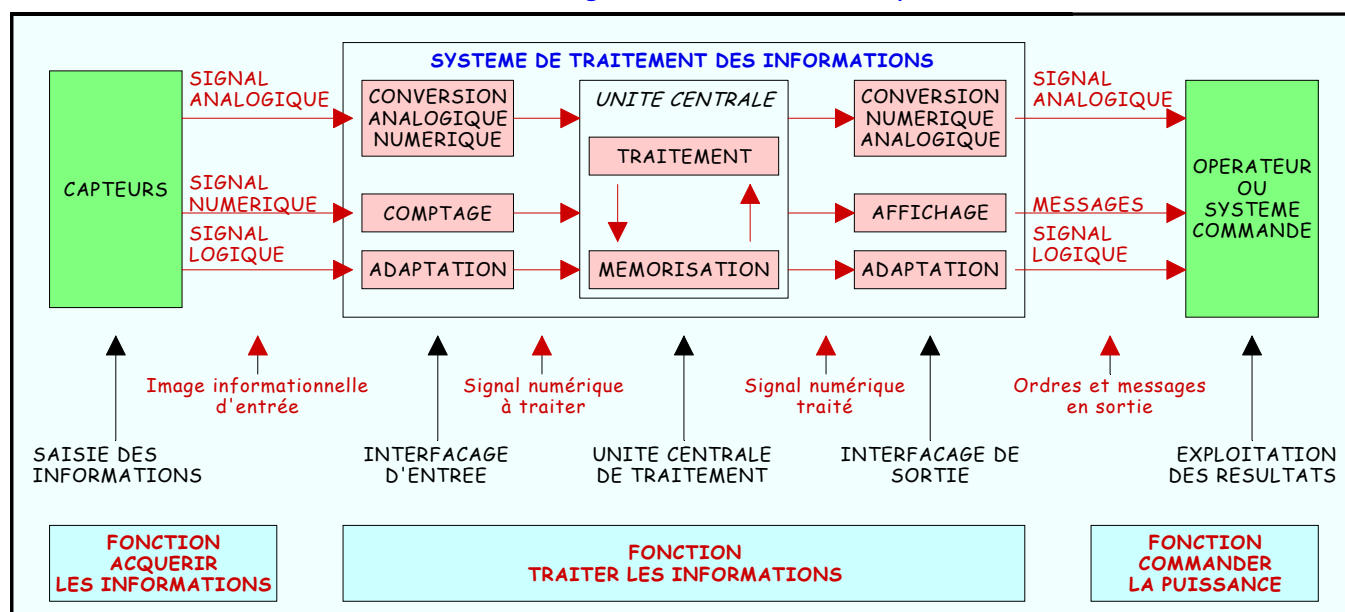 SYSTEME DE TRAITEMENT DES INFORMATIONS
CAPTEURS
SIGNAL
ANALOGIQUE
SIGNAL
NUMERIQUE
SIGNAL
LOGIQUE
CONVERSION
ANALOGIQUE
NUMERIQUE
COMPTAGE
ADAPTATION
UNITE CENTRALE
TRAITEMENT
MEMORISATION
CONVERSION
NUMERIQUE
ANALOGIQUE
AFFICHAGE
ADAPTATION
SIGNAL
ANALOGIQUE
MESSAGES
SIGNAL
LOGIQUE
OPERATEUR
OU
SYSTEME
COMMANDE
Image informationnelle
d'entrée
Signal numérique
à traiter
Signal numérique
traité
Ordres et messages
en sortie
SAISIE DES
INFORMATIONS
INTERFACAGE
D'ENTREE
UNITE CENTRALE
DE TRAITEMENT
INTERFACAGE DE
SORTIE
EXPLOITATION
DES RESULTATS
FONCTION
ACQUERIR
LES INFORMATIONS
FONCTION
TRAITER LES INFORMATIONS
FONCTION
COMMANDER
LA PUISSANCE